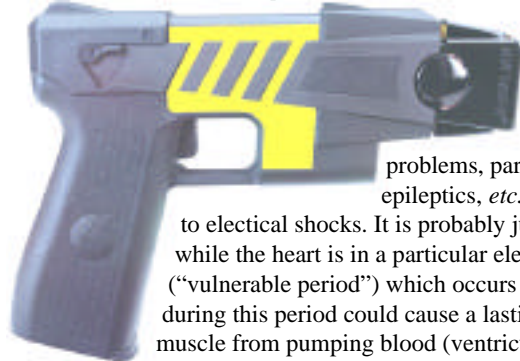 problems, par
epileptics, etc.
to electical shocks. It is probably ju
while the heart is in a particular ele
(“vulnerable period”) which occurs
during this period could cause a lasti
muscle from pumping blood (ventric